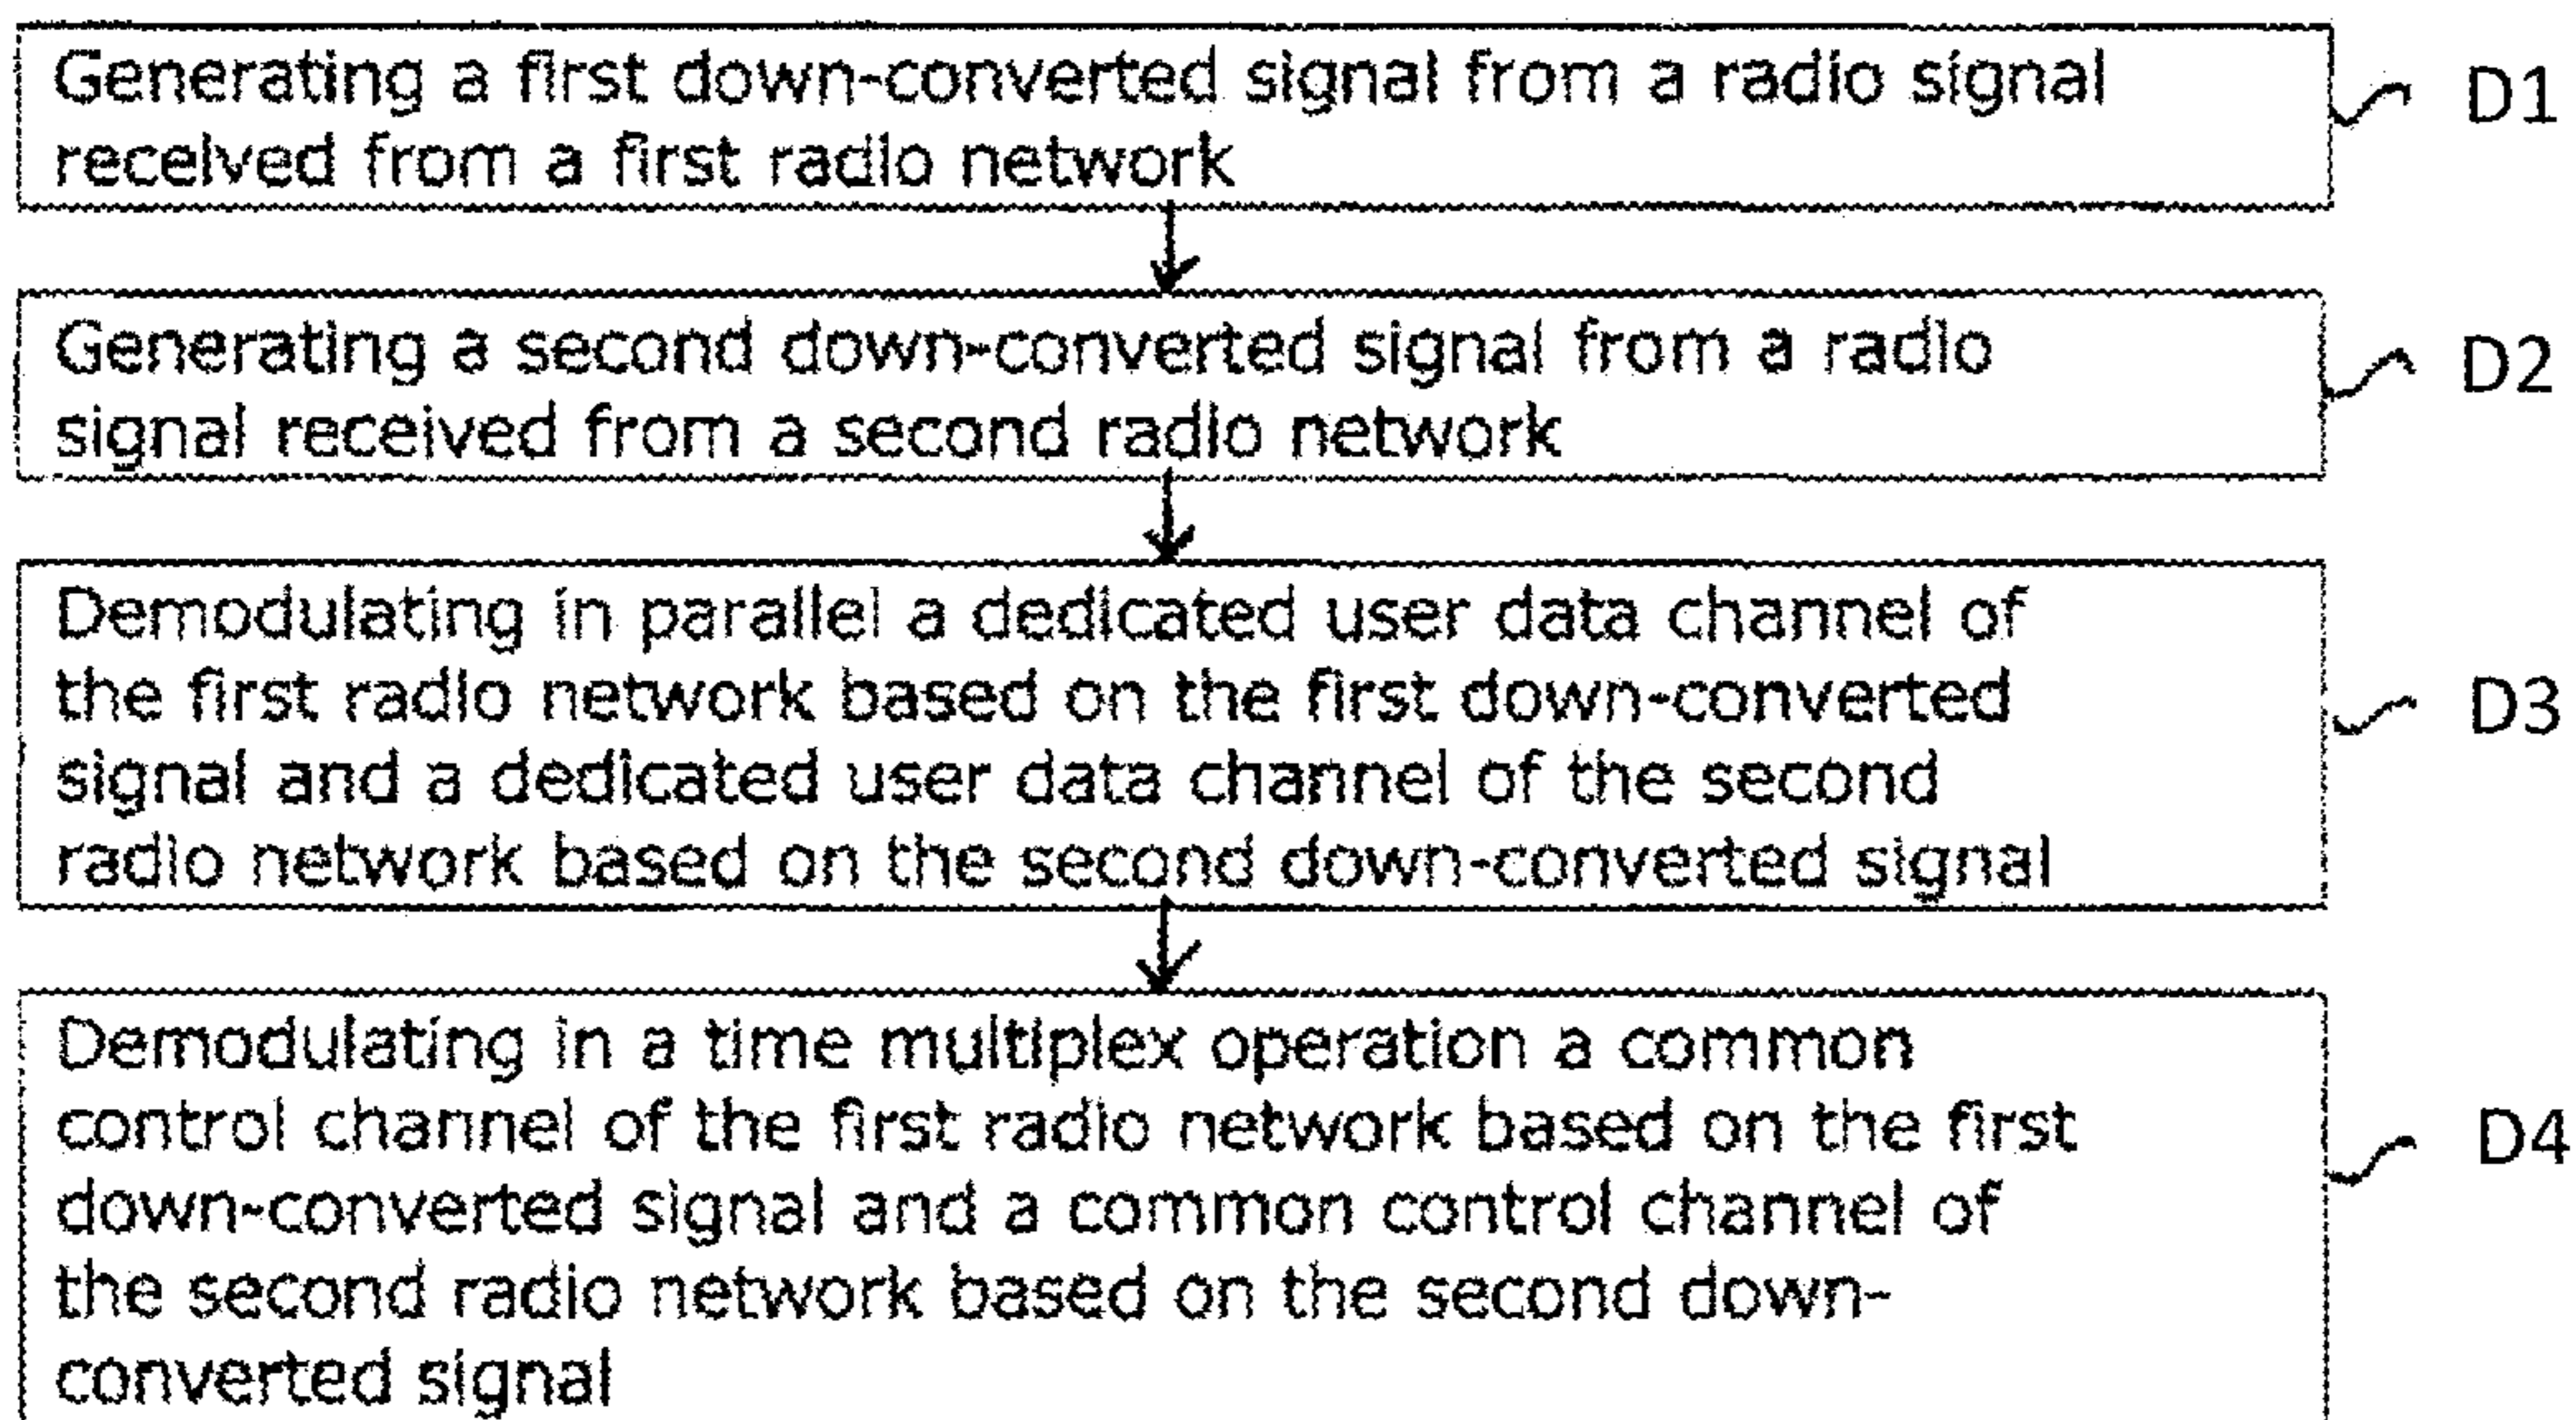 Generating a first down-converted signal from a radio signal
received from a first radio network
D1
Generating a second down-converted signal from a radio
signal received from a second radio network
D2
Demodulating in parallel a dedicated user data channel of
the first radio network based on the first down-converted
signal and a dedicated user data channel of the second
radio network based on the second down-converted signal
D3
Demodulating in a time multiplex operation a common
control channel of the first radio network based on the first
down-converted signal and a common control channel of
the second radio network based on the second down-
converted signal
D4